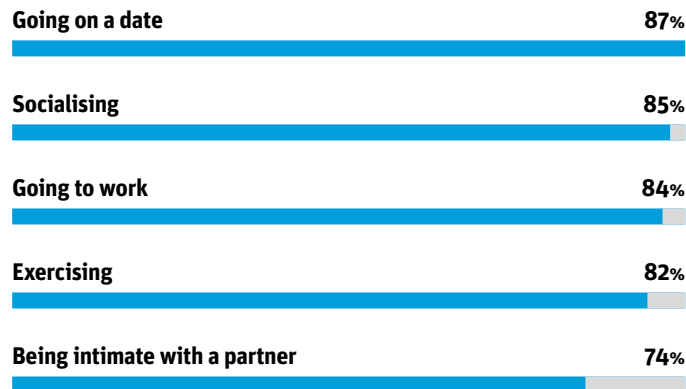 Going on a date 87%
Socialising 85%
Going to work 84%
Exercising 82%
Being intimate with a partner 74%